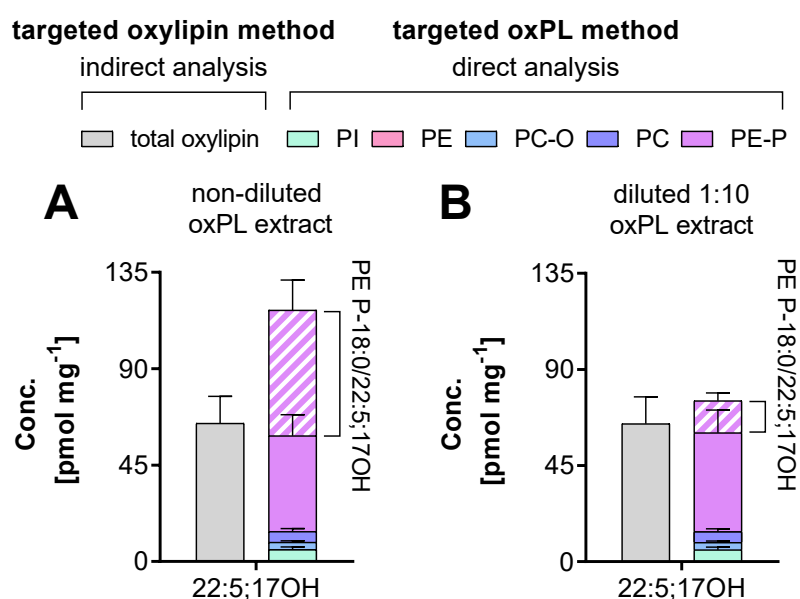 targeted oxylipin method
targeted oxPL method
indirect analysis
direct analysis
total oxylipin
PI
PE
PC-O
PC
PE-P
A
non-diluted
oxPL extract
135
90
45
0
Conc.
[pmol mg-1]
PE P-18:0/22:5;17OH
22:5;17OH
B
diluted 1:10
oxPL extract
135
90
45
0
Conc.
[pmol mg-1]
PE P-18:0/22:5;17OH
22:5;17OH